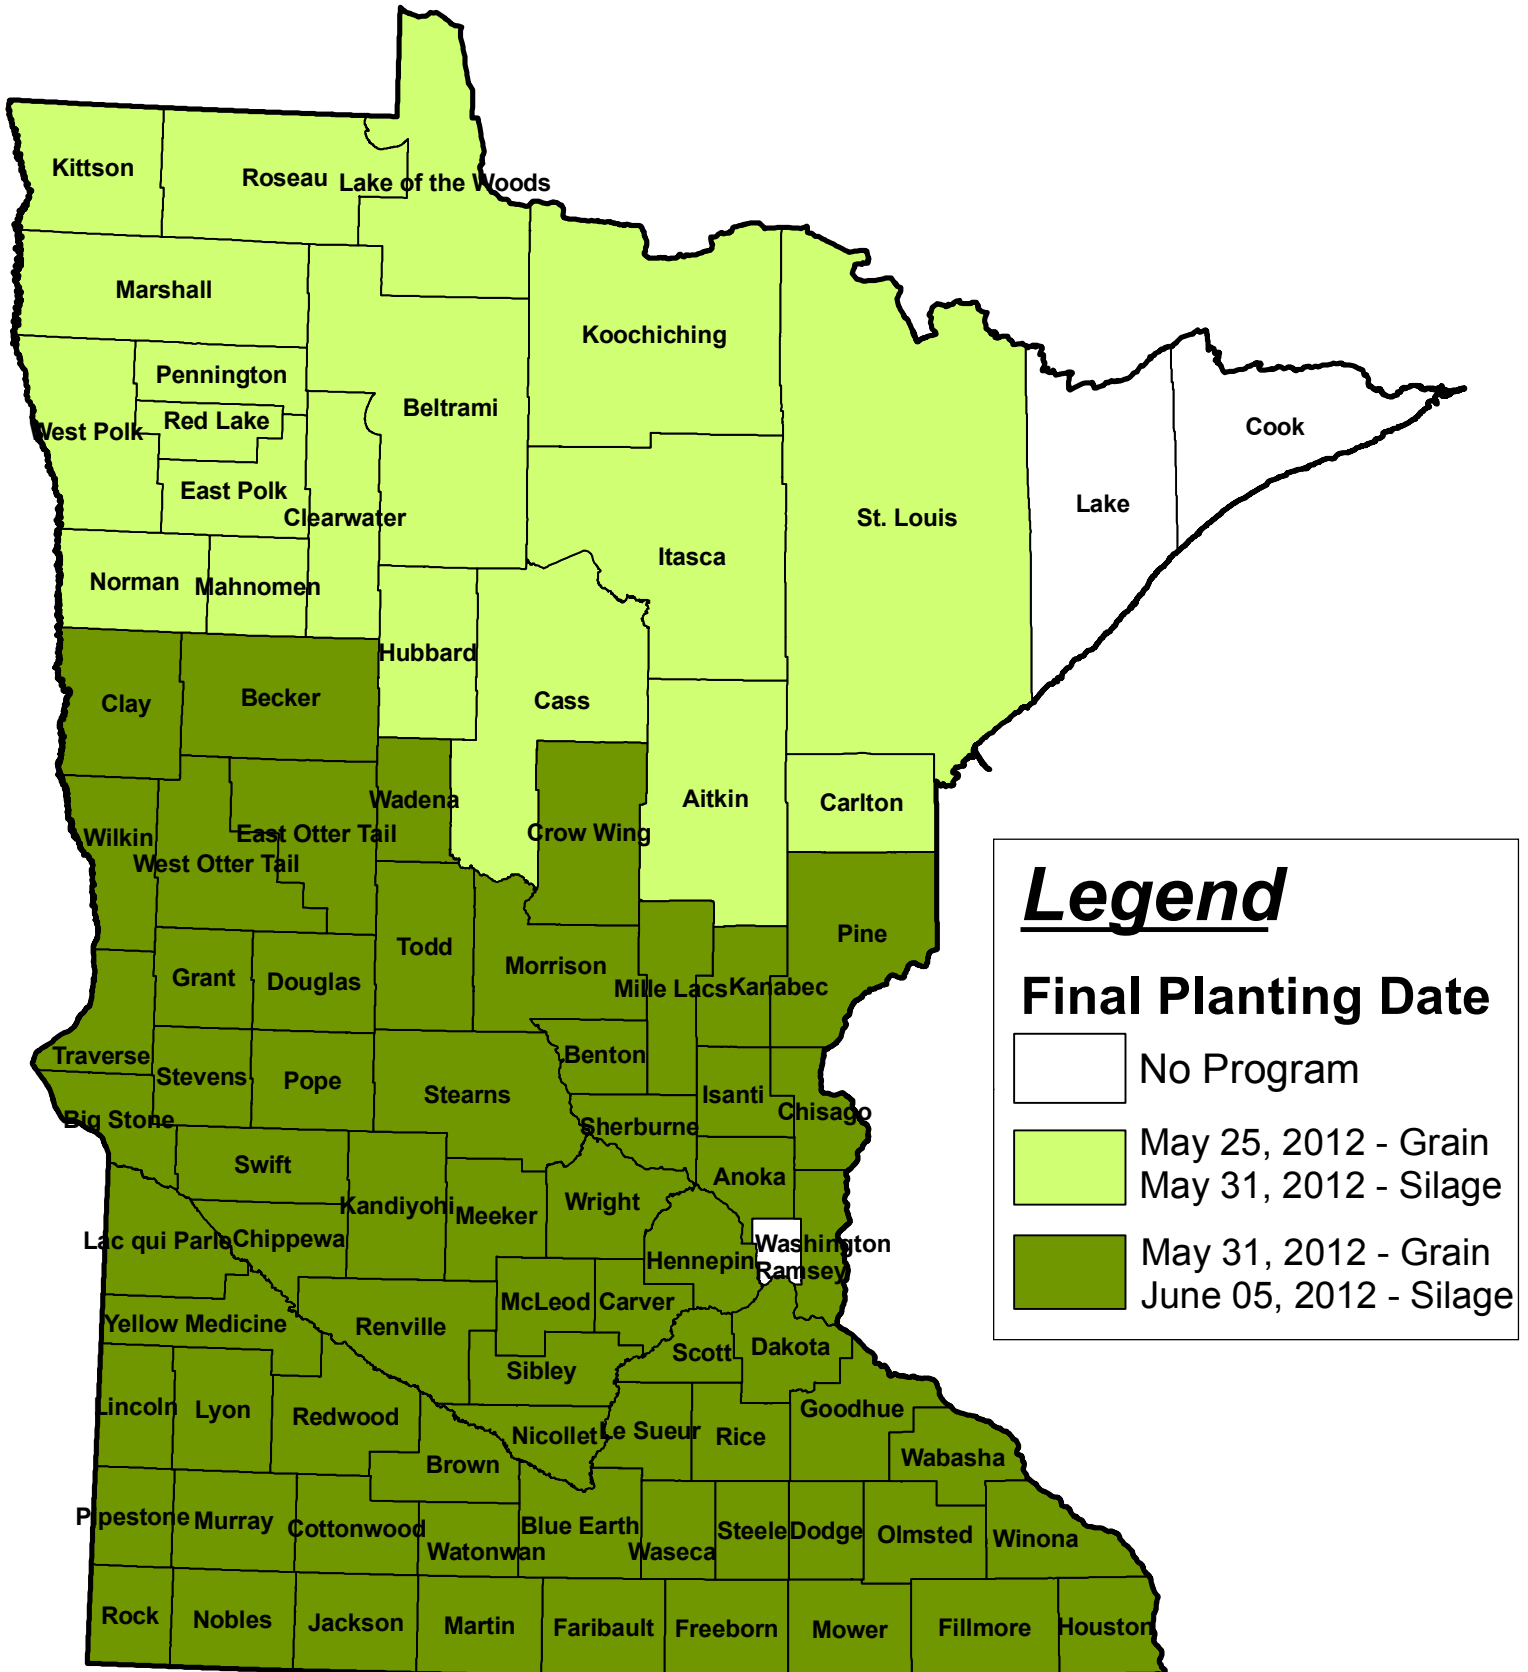 Kittson
Roseau
Lake of the Woods
Marshall
Koochiching
Pennington
Beltrami
Red Lake
West Polk
Cook
East Polk
Lake
Clearwater
St. Louis
Itasca
Norman
Mahnomen
Hubbard
Becker
Cass
Clay
Wadena
Aitkin
Carlton
Crow Wing
East Otter Tail
Wilkin
West Otter Tail
Legend
Pine
Todd
Morrison
Grant
Douglas
Mille Lacs
Kanabec
Final Planting Date
Traverse
Benton
No Program
Stevens
Pope
Stearns
Isanti
Chisago
Big Stone
Sherburne
May 25, 2012 - Grain
Swift
Anoka
May 31, 2012 - Silage
Kandiyohi
Meeker
Wright
Lac qui Parle
Chippewa
Washington
May 31, 2012 - Grain
Hennepin
Ramsey
June 05, 2012 - Silage
McLeod
Carver
Yellow Medicine
Renville
Scott
Dakota
Sibley
Lincoln
Lyon
Redwood
Goodhue
Nicollet
Le Sueur
Rice
Brown
Wabasha
Pipestone
Murray
Cottonwood
Blue Earth
Steele
Dodge
Olmsted
Winona
Watonwan
Waseca
Rock
Nobles
Jackson
Martin
Faribault
Freeborn
Mower
Fillmore
Houston